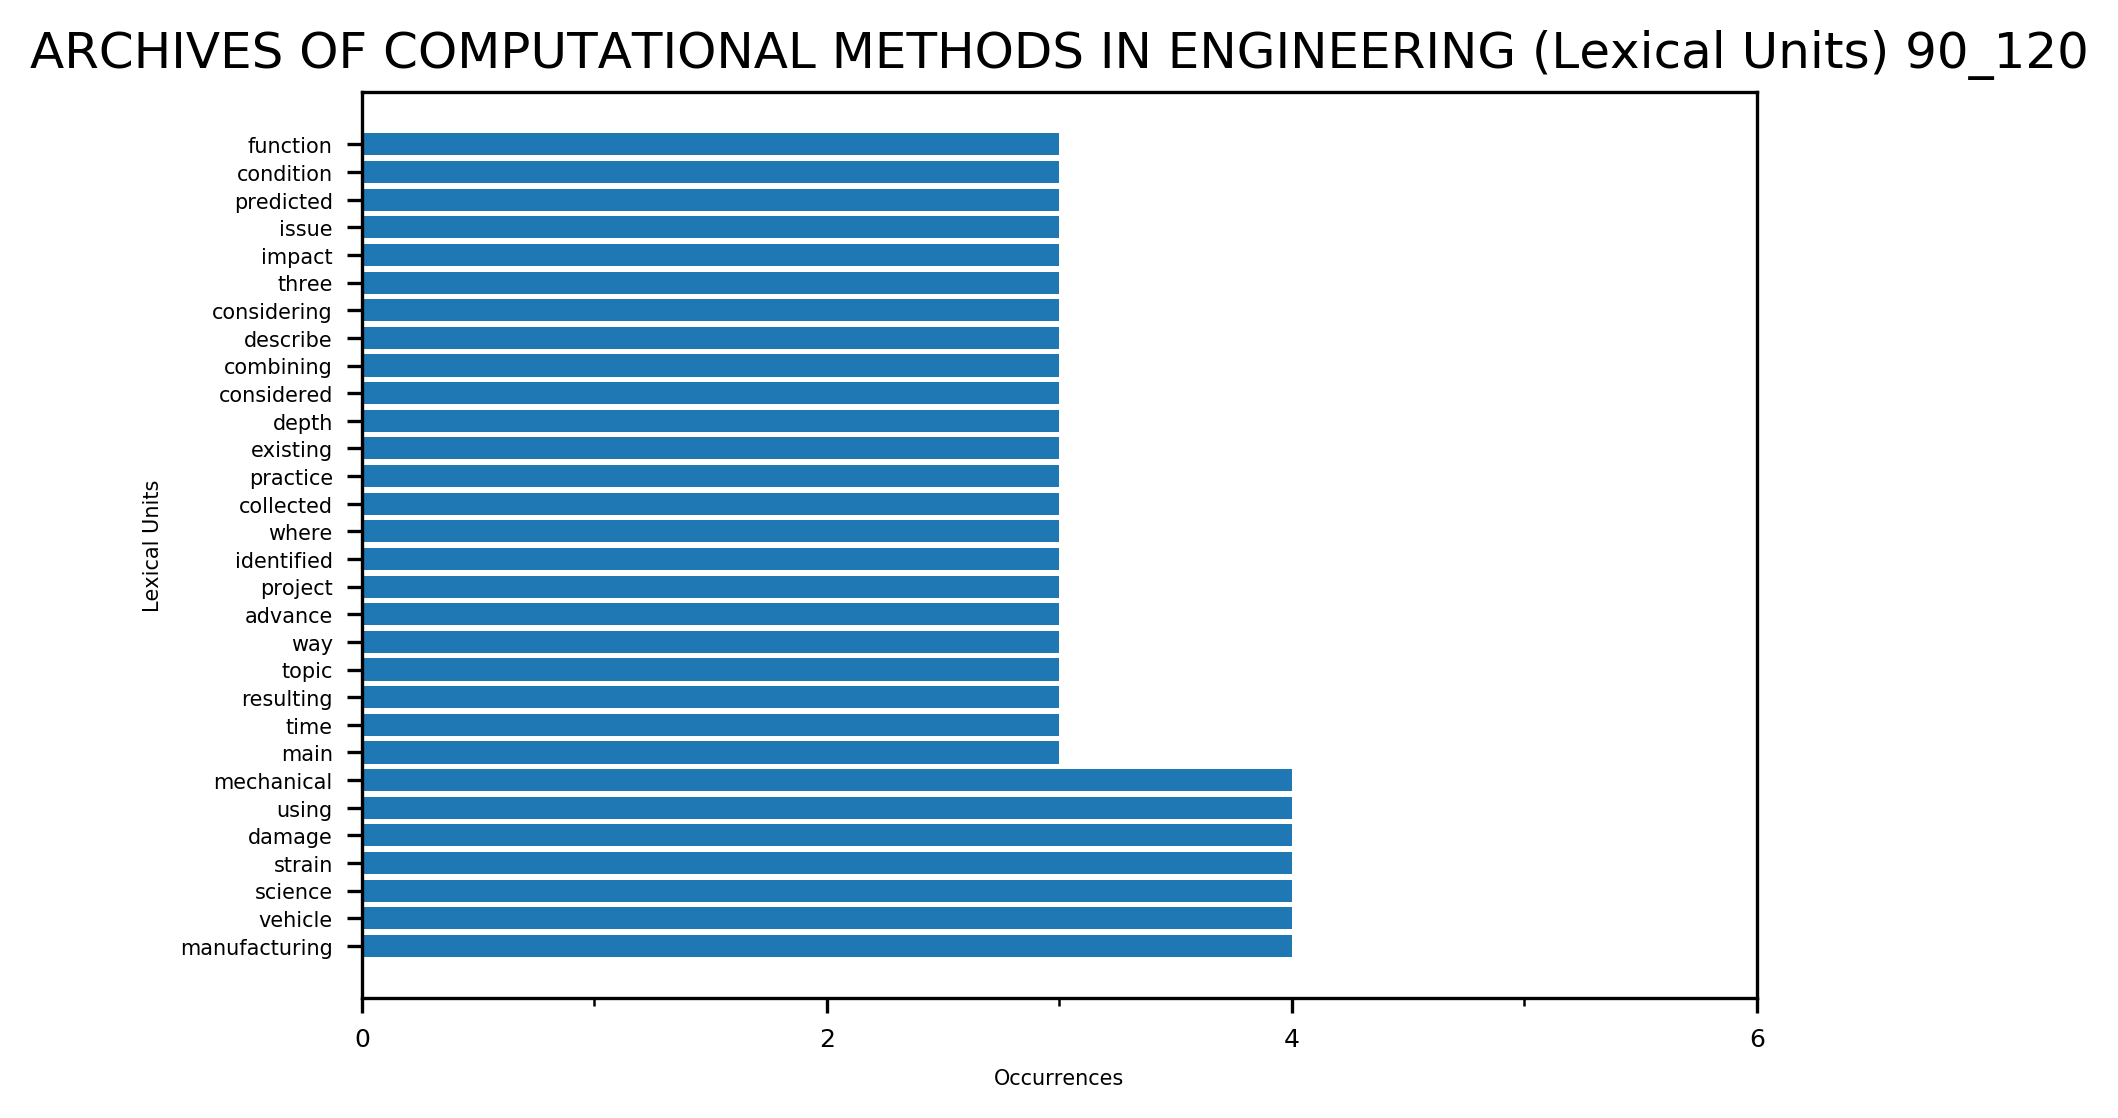 ARCHIVES OF COMPUTATIONAL METHODS IN ENGINEERING (Lexical Units) 90_120
function
condition
predicted
issue
impact
three
considering
describe
combining
considered
depth
existing
practice
collected
where
identified
project
advance
way
topic
resulting
time
main
mechanical
using
damage
strain
science
vehicle
manufacturing
Lexical Units
0 2 4 6
Occurrences